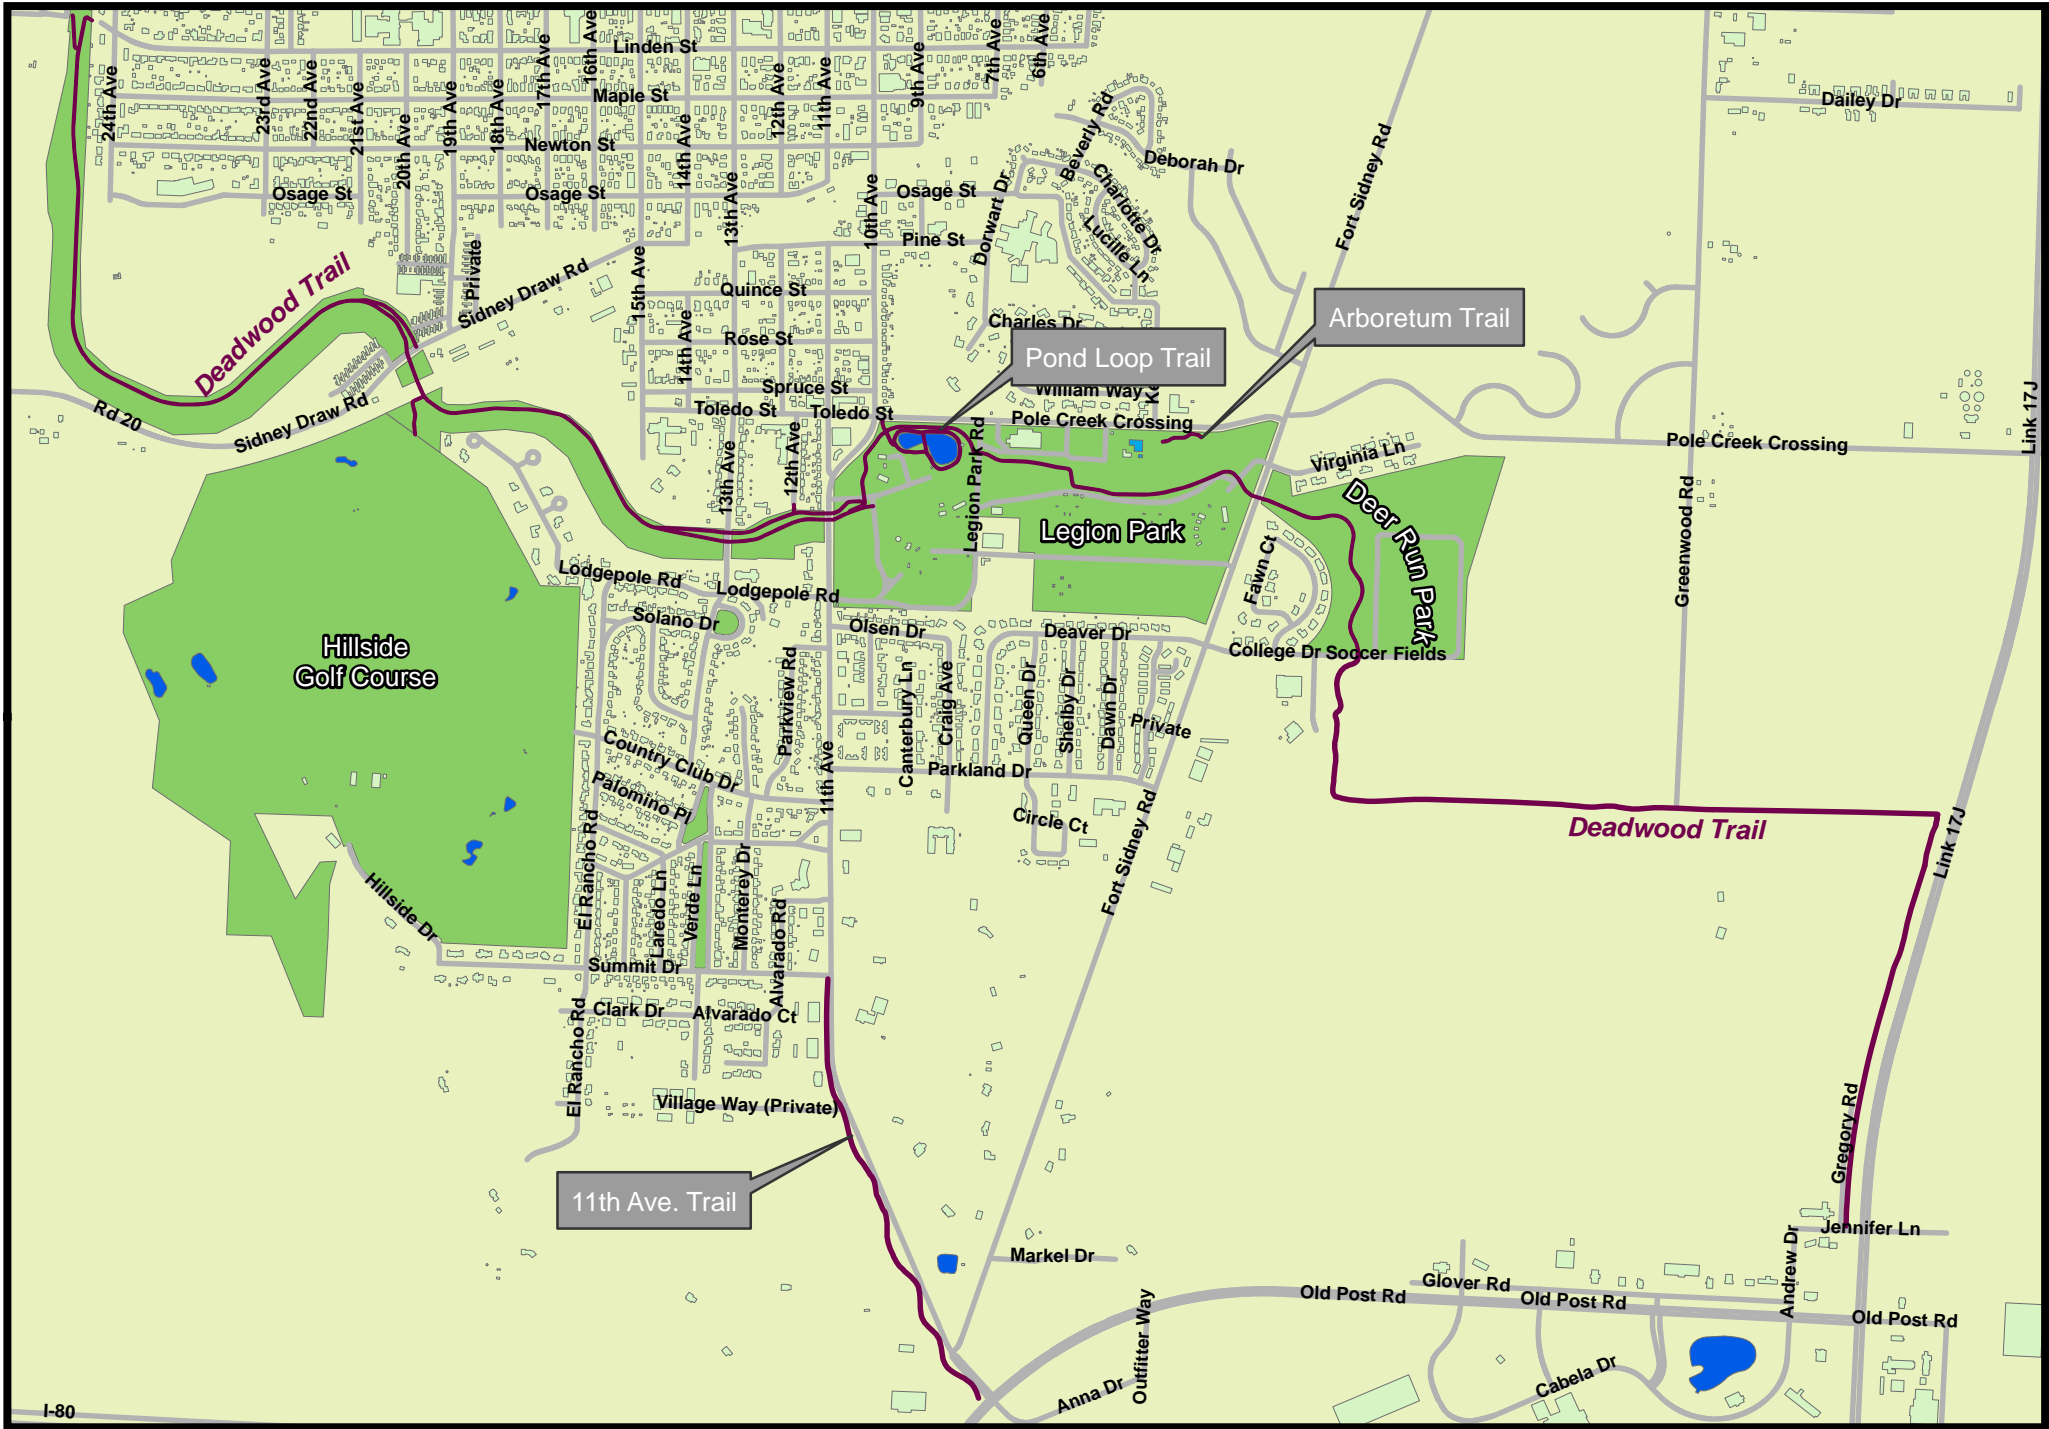 Linden St
Maple St
Newton St
Osage St
Osage St
Osage St
Pine St
Quince St
Rose St
Spruce St
Toledo St
Toledo St
24th Ave
23rd Ave
22nd Ave
21st Ave
20th Ave
19th Ave
18th Ave
17th Ave
16th Ave
15th Ave
14th Ave
14th Ave
13th Ave
13th Ave
12th Ave
12th Ave
11th Ave
10th Ave
9th Ave
7th Ave
6th Ave
Private
Sidney Draw Rd
Sidney Draw Rd
Rd 20
Deadwood Trail
Beverly Rd
Deborah Dr
Charlotte Dr
Lucille Ln
Dorwart Dr
Charles Dr
William Way
Ke
Fort Sidney Rd
Dailey Dr
Arboretum Trail
Pond Loop Trail
Pole Creek Crossing
Pole Creek Crossing
Link 17J
Virginia Ln
Greenwood Rd
Legion Park Rd
Legion Park
Deer Run Park
Fawn Ct
College Dr
Soccer Fields
Hillside
Golf Course
Lodgepole Rd
Lodgepole Rd
Solano Dr
Olsen Dr
Deaver Dr
Parkview Rd
Canterbury Ln
Craig Ave
Queen Dr
Shelby Dr
Dawn Dr
Private
Country Club Dr
Palomino Pl
11th Ave
Parkland Dr
Circle Ct
Fort Sidney Rd
Deadwood Trail
Link 17J
El Rancho Rd
Laredo Ln
Verde Ln
Monterey Dr
Alvarado Rd
Hillside Dr
Summit Dr
Clark Dr
Alvarado Ct
El Rancho Rd
Village Way (Private)
11th Ave. Trail
Gregory Rd
Jennifer Ln
Andrew Dr
Markel Dr
Glover Rd
Old Post Rd
Old Post Rd
Old Post Rd
Outfitter Way
Anna Dr
Cabela Dr
I-80